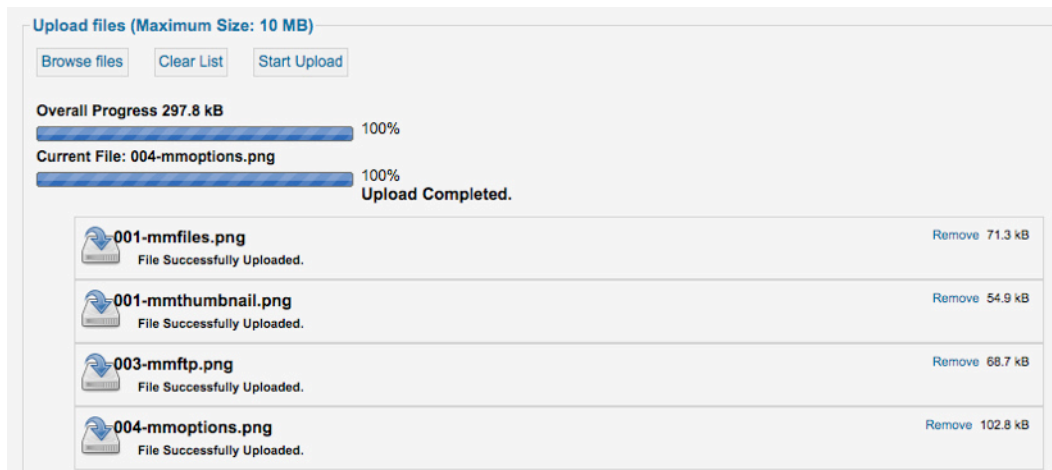 Upload files (Maximum Size: 10 MB)
Browse files Clear List Start Upload
Overall Progress 297.8 kB
100%
Current File: 004-mmoptions.png
100%
Upload Completed.
001-mmfiles.png Remove 71.3 kB
File Successfully Uploaded.
001-mmthumbnail.png Remove 54.9 kB
File Successfully Uploaded.
003-mmftp.png Remove 68.7 kB
File Successfully Uploaded.
004-mmoptions.png Remove 102.8 kB
File Successfully Uploaded.